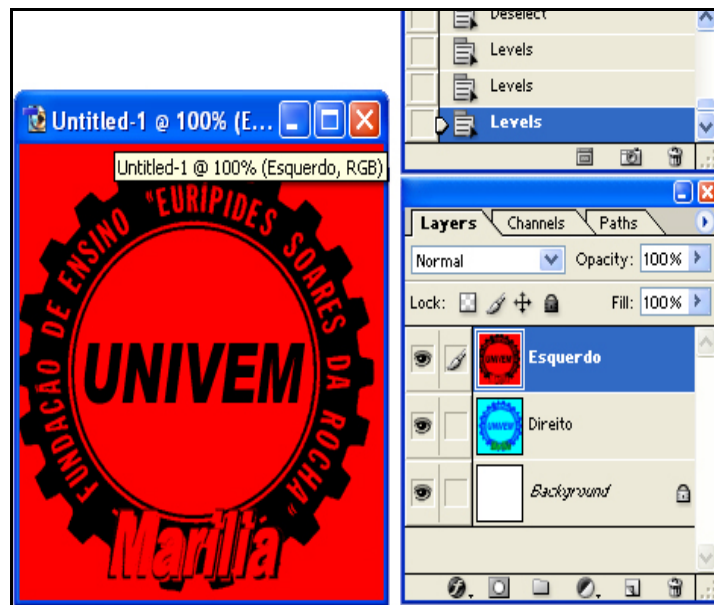 Untitled-1 @ 100% (E...
Untitled-1 @ 100% (Esquerdo, RGB)
FUNDAÇÃO DE ENSINO "EURÍPIDES SOARES DA ROCHA"
UNIVEM
Marília
Deselect
Levels
Levels
Levels
Layers Channels Paths
Normal Opacity: 100%
Lock: Fill: 100%
Esquerdo
Direito
Background